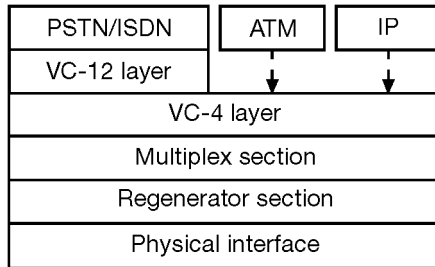 PSTN/ISDN ATM IP
VC-12 layer
VC-4 layer
Multiplex section
Regenerator section
Physical interface